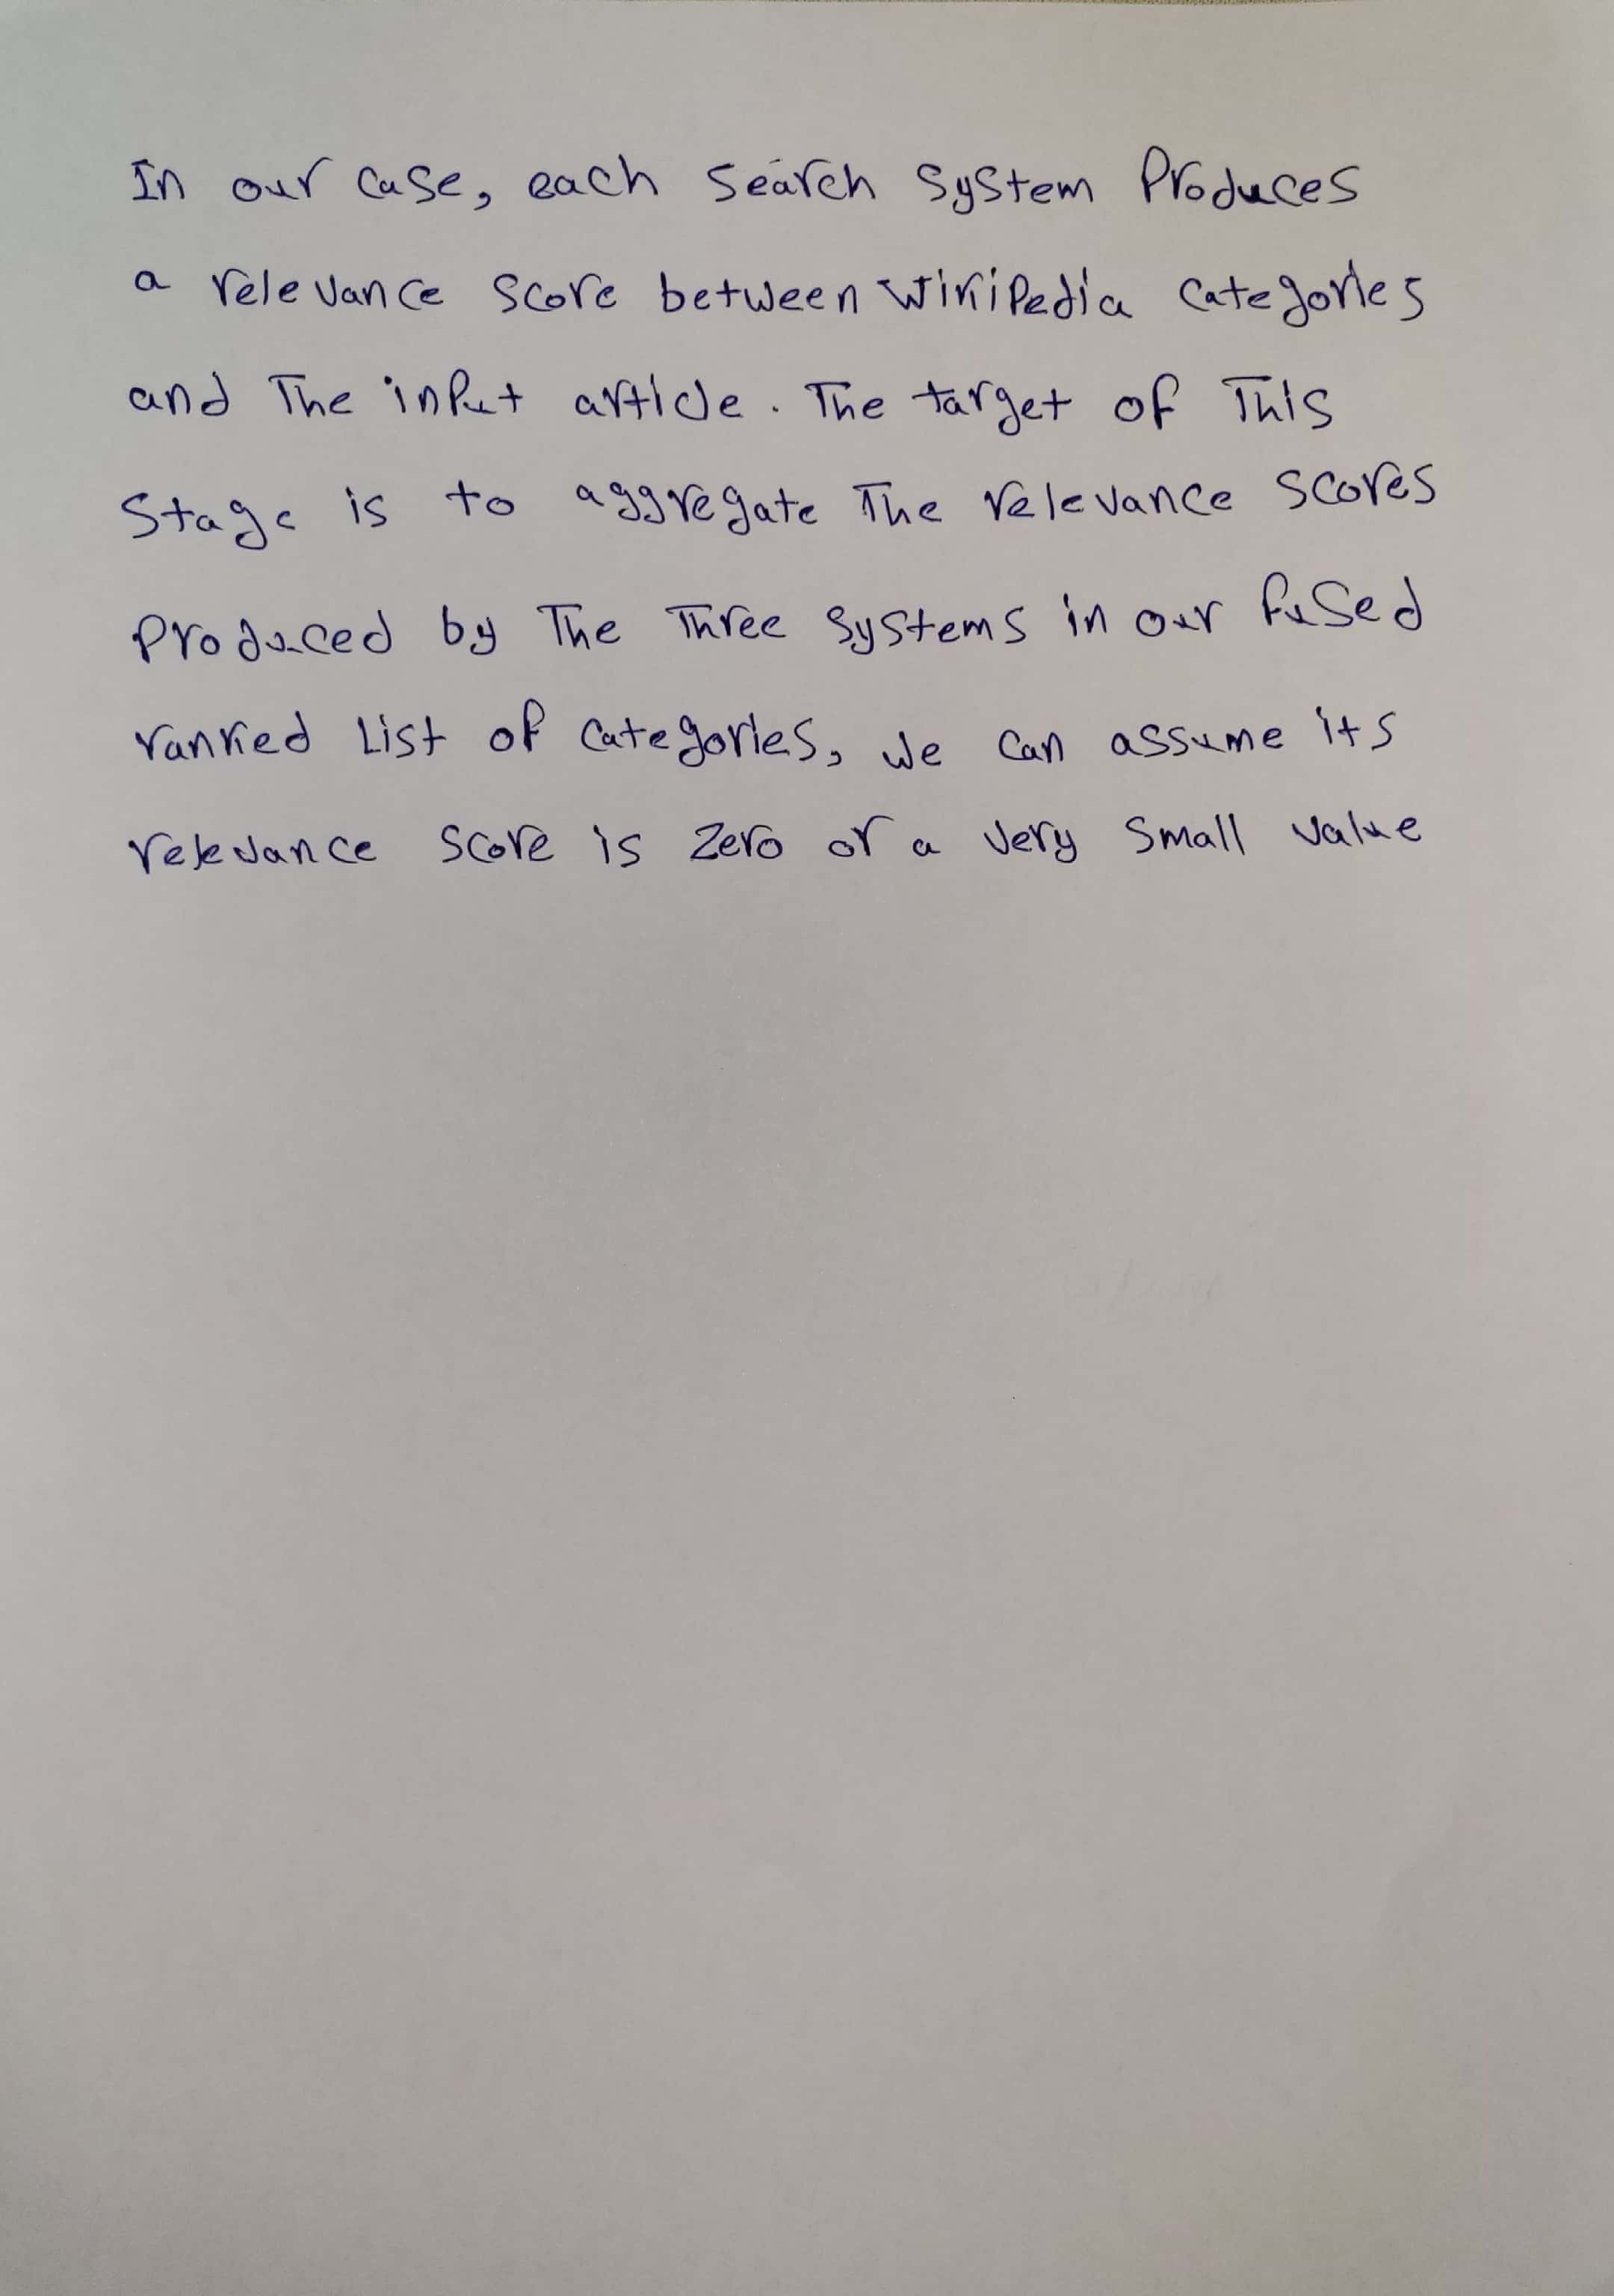 In our case, each search system produces
a relevance score between wikipedia categories
and The input article. The target of This
Stage is to aggregate The relevance scores
produced by The Three systems in our fused
ranked List of categories, we can assume its
relevance score is zero or a very small value